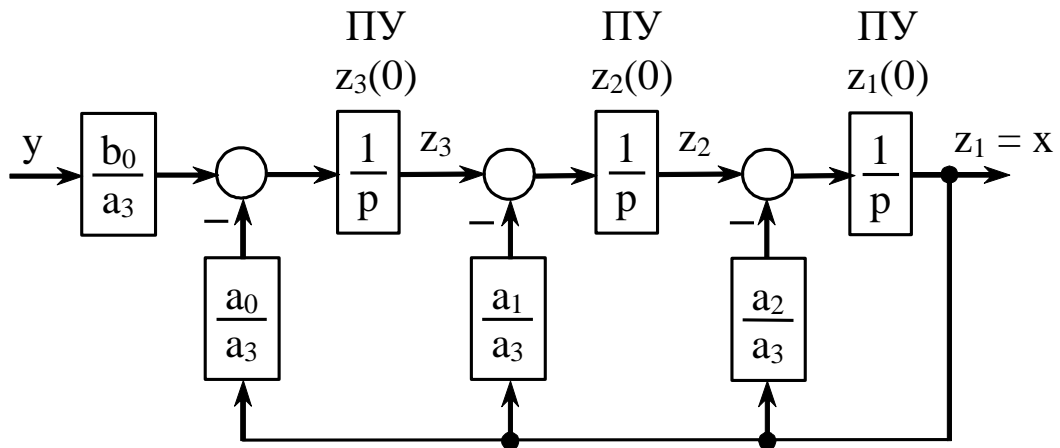 ПУ ПУ ПУ
z₃(0) z₂(0) z₁(0)
y b₀/a₃ 1/p z₃ 1/p z₂ 1/p z₁ = x
– – –
a₀/a₃ a₁/a₃ a₂/a₃